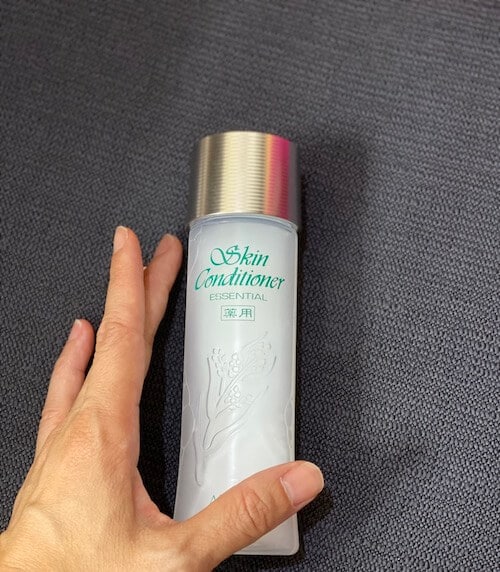 Skin
Conditioner
ESSENTIAL
薬用